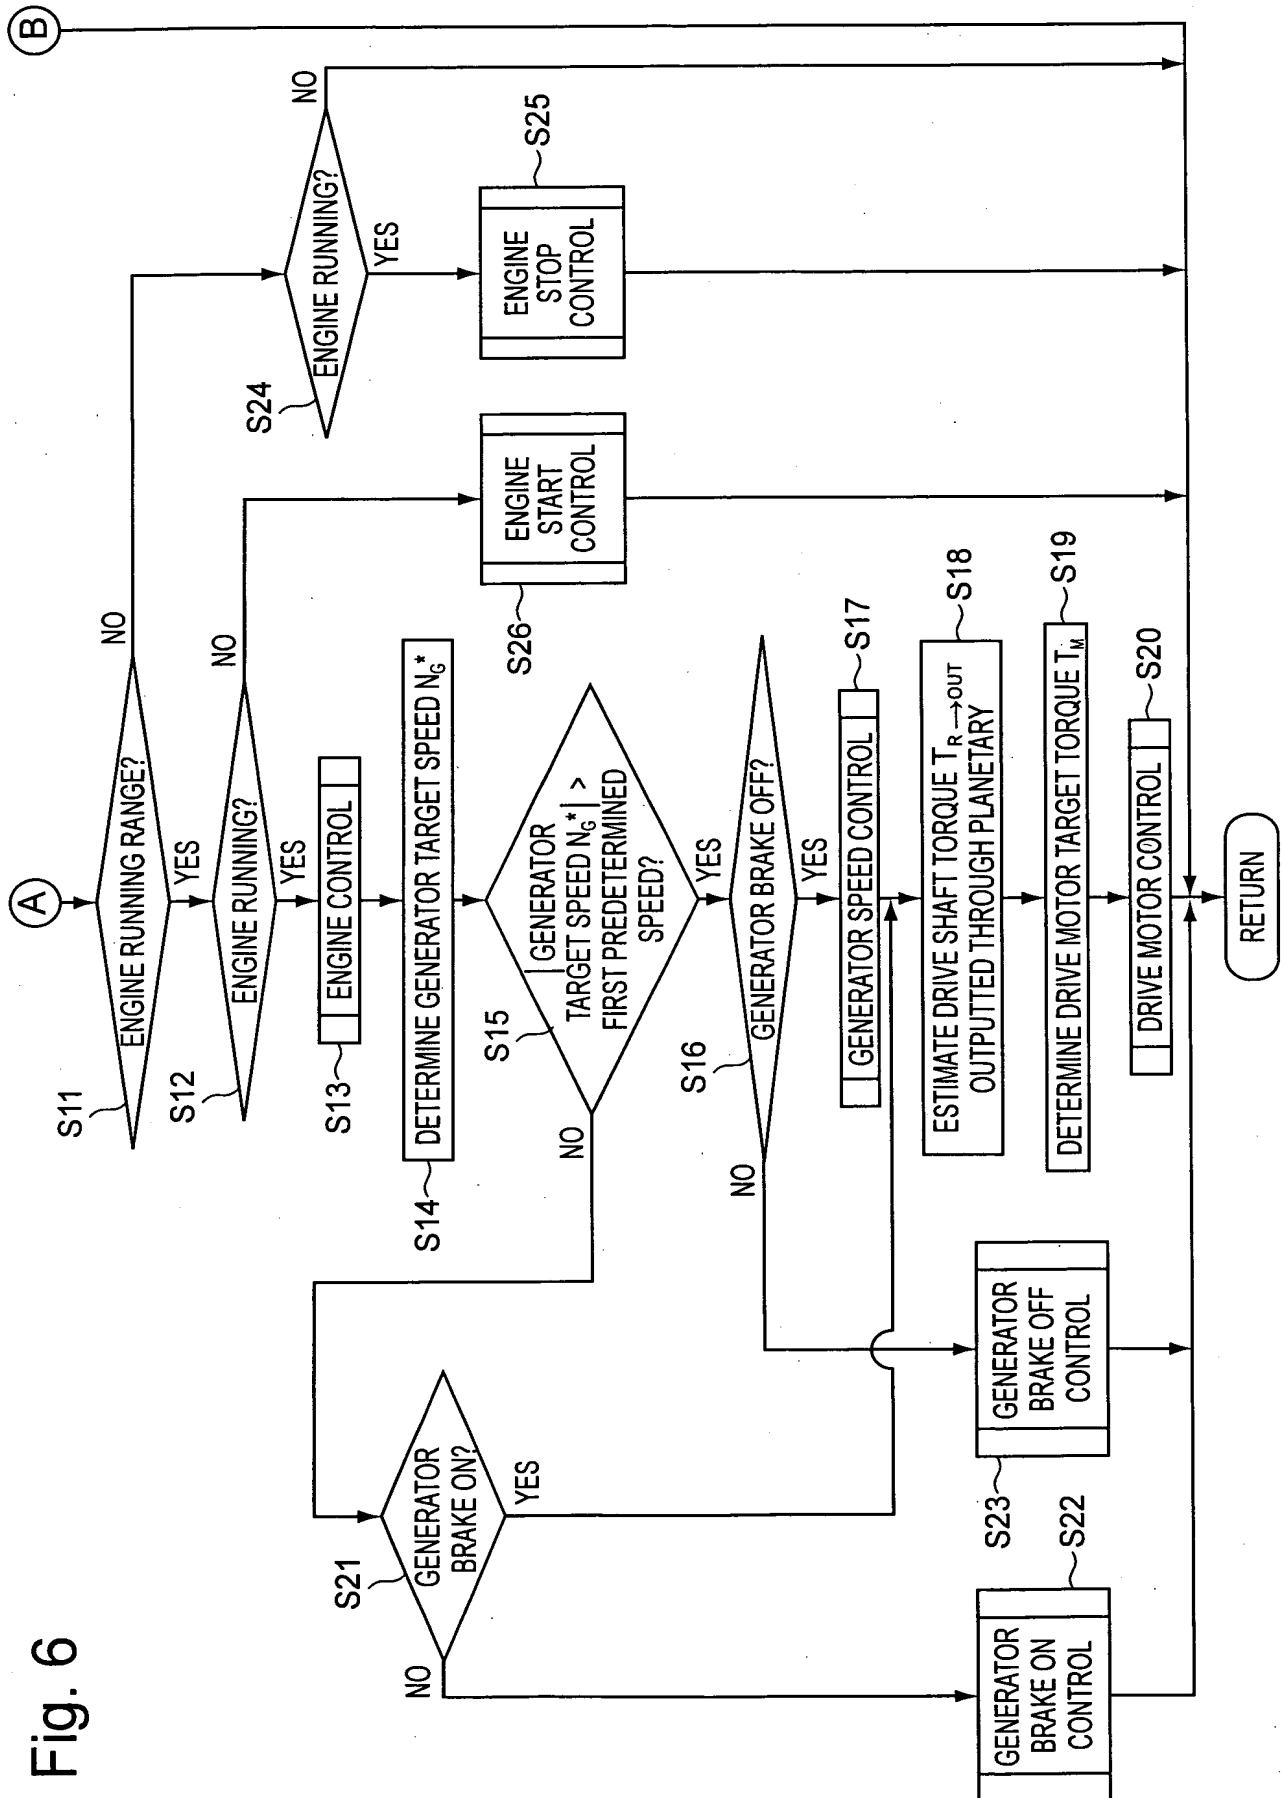 Fig. 6
A
B
S11
ENGINE RUNNING RANGE?
NO
YES
S12
ENGINE RUNNING?
NO
YES
S13
ENGINE CONTROL
S14
DETERMINE GENERATOR TARGET SPEED NG*
S15
| GENERATOR
TARGET SPEED NG* | >
FIRST PREDETERMINED
SPEED?
NO
YES
S16
GENERATOR BRAKE OFF?
NO
YES
S17
GENERATOR SPEED CONTROL
S18
ESTIMATE DRIVE SHAFT TORQUE TR→OUT
OUTPUTTED THROUGH PLANETARY
S19
DETERMINE DRIVE MOTOR TARGET TORQUE TM
S20
DRIVE MOTOR CONTROL
RETURN
S21
GENERATOR
BRAKE ON?
NO
YES
S22
GENERATOR
BRAKE ON
CONTROL
S23
GENERATOR
BRAKE OFF
CONTROL
S24
ENGINE RUNNING?
NO
YES
S25
ENGINE
STOP
CONTROL
S26
ENGINE
START
CONTROL